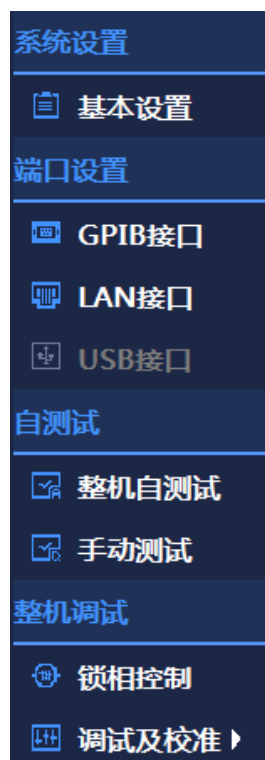 系统设置
基本设置
端口设置
GPIB接口
LAN接口
USB接口
自测试
整机自测试
手动测试
整机调试
锁相控制
调试及校准